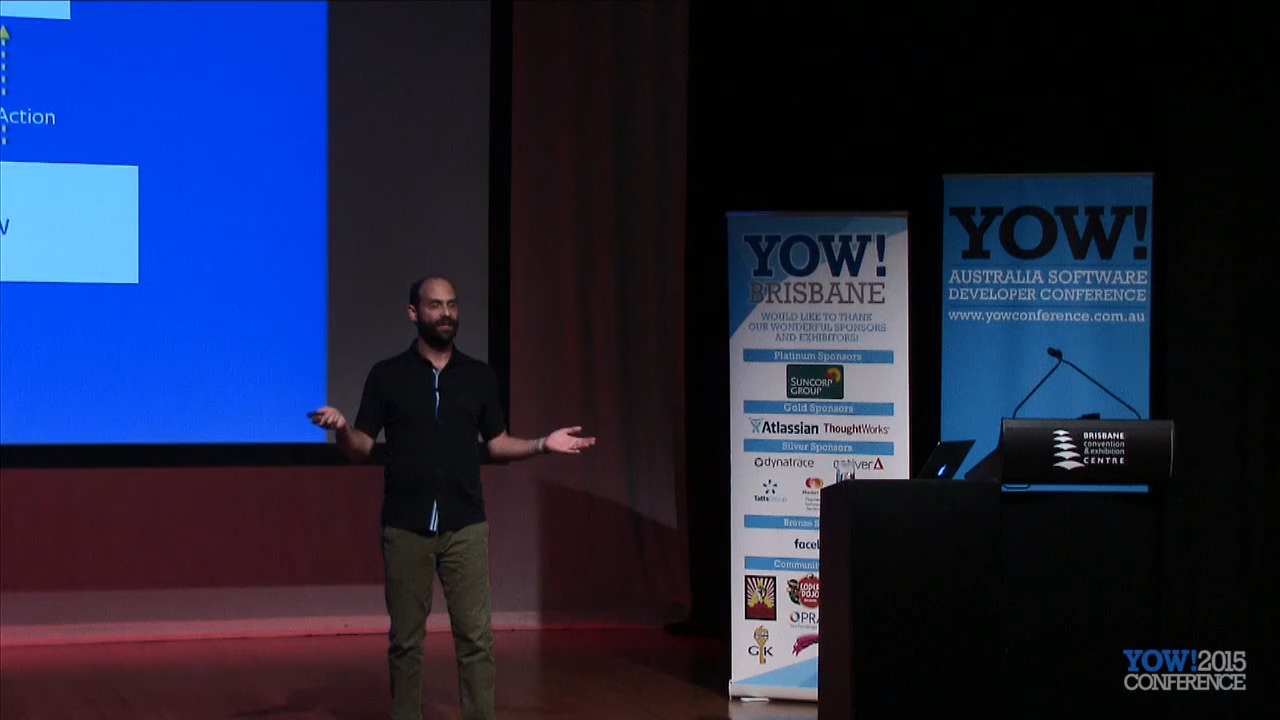 Action
YOW!
BRISBANE
WOULD LIKE TO THANK
OUR WONDERFUL SPONSORS
AND EXHIBITORS!
Platinum Sponsors
SUNCORP
GROUP
Gold Sponsors
Atlassian ThoughtWorks
Silver Sponsors
dynatrace
Bronze
YOW!
AUSTRALIA SOFTWARE
DEVELOPER CONFERENCE
www.yowconference.com.au
BRISBANE
convention
& exhibition
CENTRE
YOW! 2015
CONFERENCE